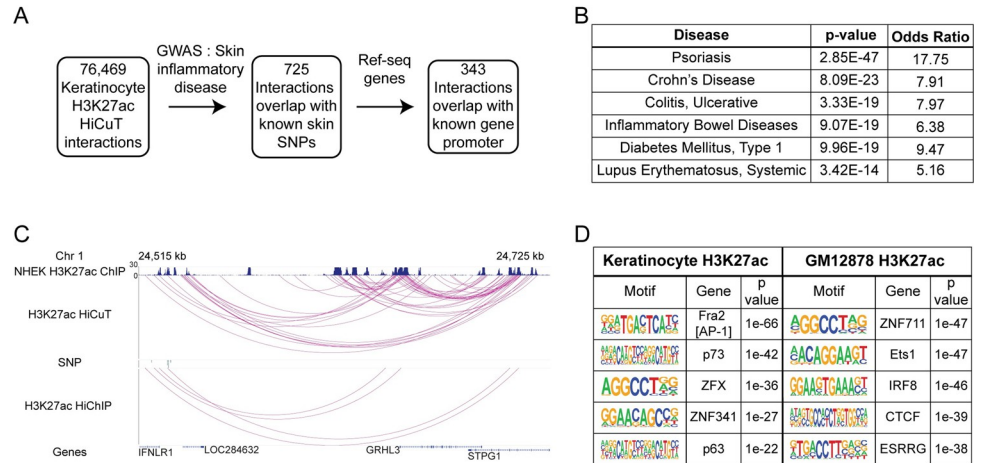 A
76,469
Keratinocyte
H3K27ac
HiCuT
interactions
GWAS : Skin
inflammatory
disease
725
Interactions
overlap with
known skin
SNPs
Ref-seq
genes
343
Interactions
overlap with
known gene
promoter
B
Disease p-value Odds Ratio
Psoriasis 2.85E-47 17.75
Crohn's Disease 8.09E-23 7.91
Colitis, Ulcerative 3.33E-19 7.97
Inflammatory Bowel Diseases 9.07E-19 6.38
Diabetes Mellitus, Type 1 9.96E-19 9.47
Lupus Erythematosus, Systemic 3.42E-14 5.16
C
Chr 1 24,515 kb 24,725 kb
NHEK H3K27ac ChIP 30 0
H3K27ac HiCuT
SNP
H3K27ac HiChIP
Genes
IFNLR1 LOC284632 GRHL3 STPG1
D
Keratinocyte H3K27ac GM12878 H3K27ac
Motif Gene p value Motif Gene p value
Fra2 [AP-1] 1e-66 AGGCCT ZNF711 1e-47
p73 1e-42 ACAGGAAGT Ets1 1e-47
AGGCCT ZFX 1e-36 GGAAGTGAAAST IRF8 1e-46
GGAACAGCC ZNF341 1e-27 CTCF 1e-39
p63 1e-22 TGACCTT ESRRG 1e-38